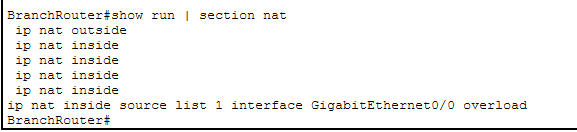 BranchRouter#show run | section nat
ip nat outside
ip nat inside
ip nat inside
ip nat inside
ip nat inside
ip nat inside source list 1 interface GigabitEthernet0/0 overload
BranchRouter#